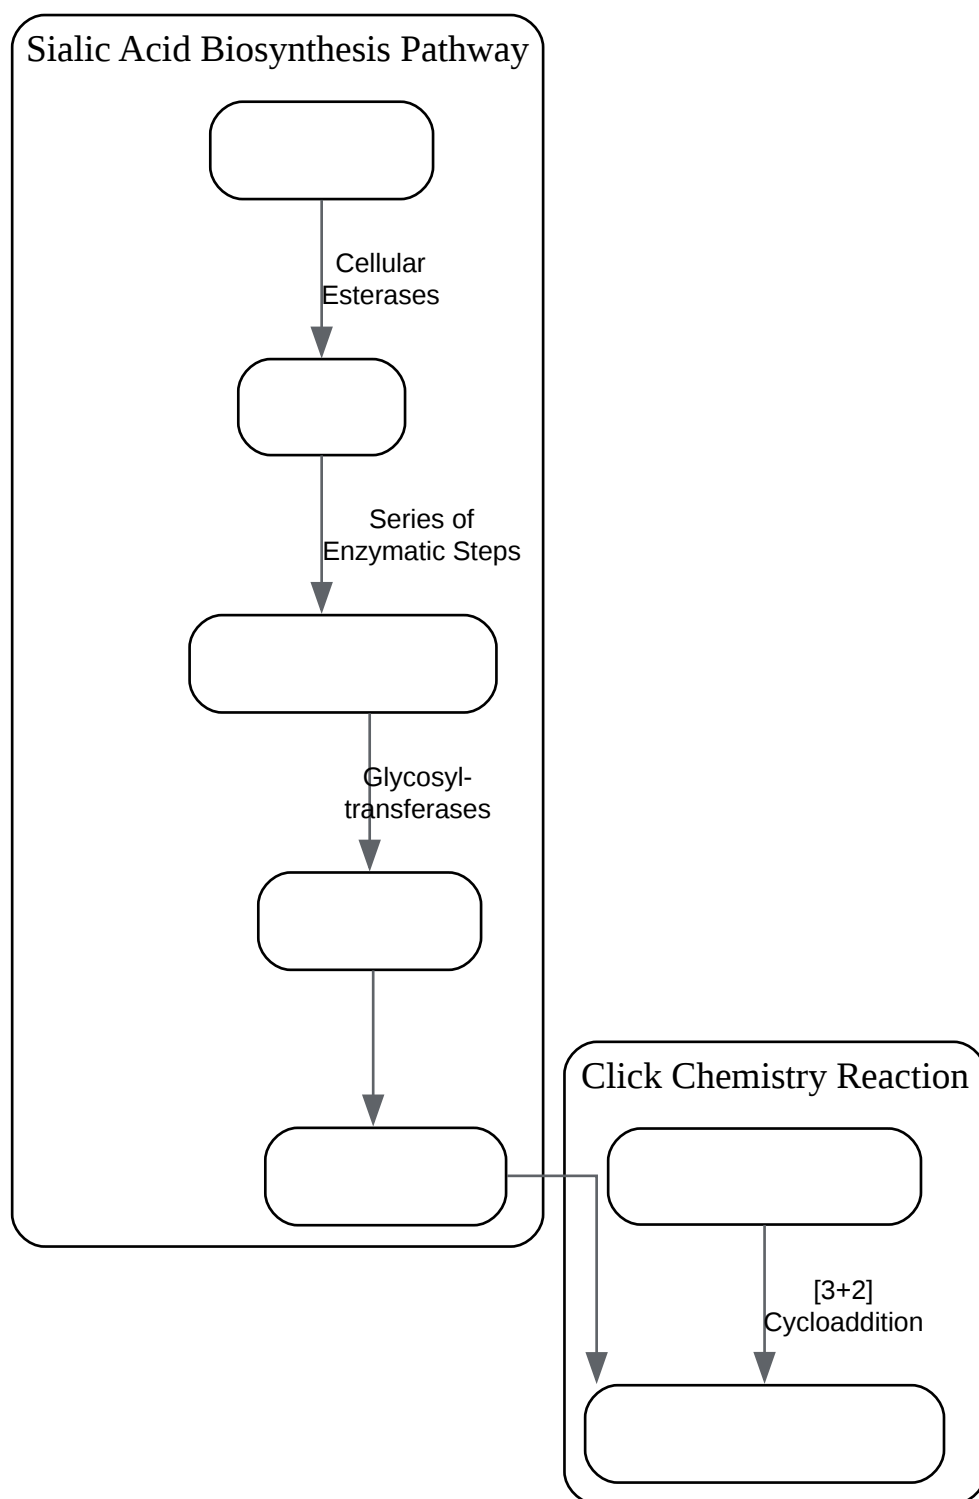 Sialic Acid Biosynthesis Pathway
Cellular
Esterases
Series of
Enzymatic Steps
Glycosyl-
transferases
Click Chemistry Reaction
[3+2]
Cycloaddition